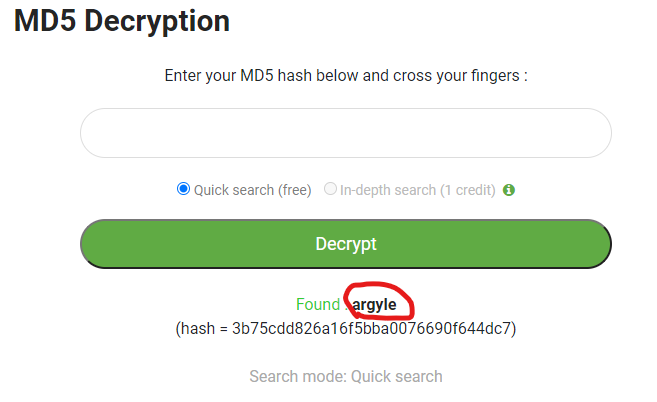 MD5 Decryption
Enter your MD5 hash below and cross your fingers :
Quick search (free) In-depth search (1 credit)
Decrypt
Found : argyle
(hash = 3b75cdd826a16f5bba0076690f644dc7)
Search mode: Quick search